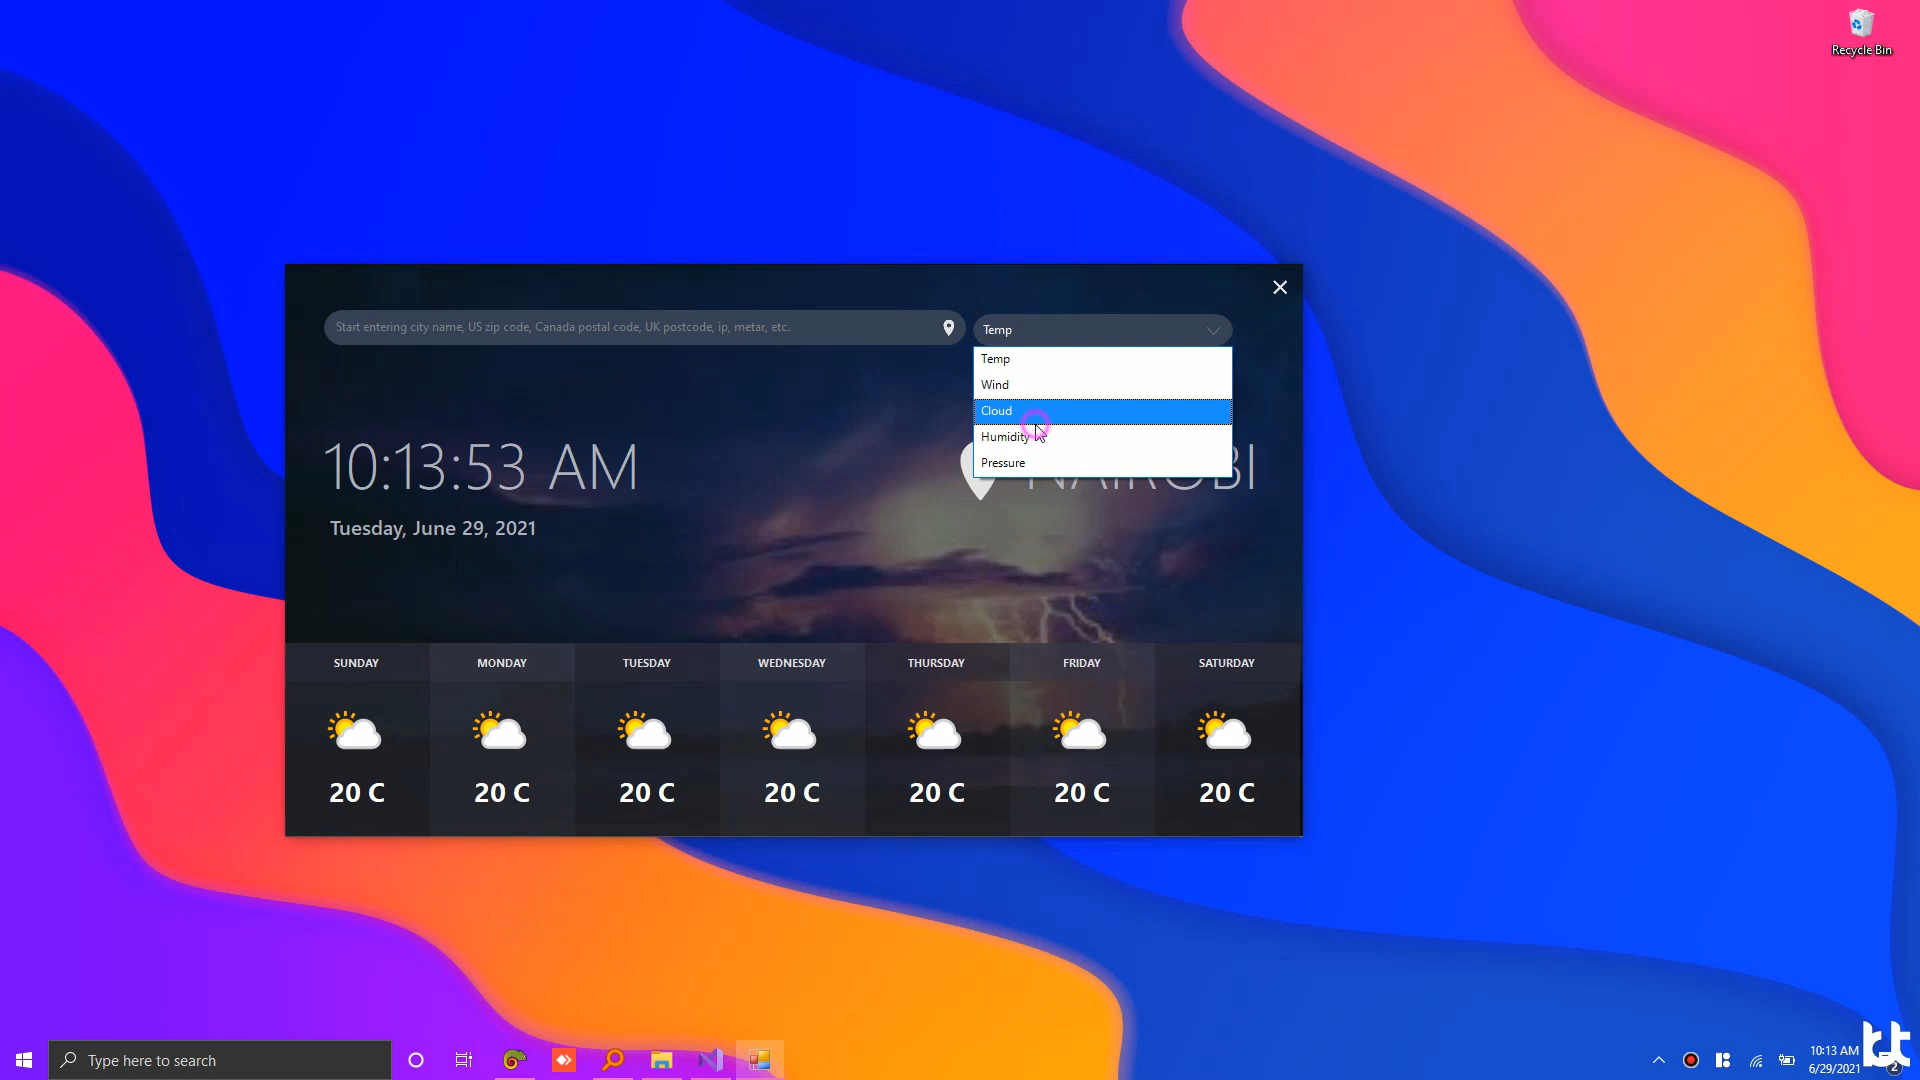 Recycle Bin
Start entering city name, US zip code, Canada postal code, UK postcode, ip, metar, etc.
Temp
Temp
Wind
Cloud
Humidity
Pressure
10:13:53 AM
NAIROBI
Tuesday, June 29, 2021
SUNDAY MONDAY TUESDAY WEDNESDAY THURSDAY FRIDAY SATURDAY
20 C 20 C 20 C 20 C 20 C 20 C 20 C
Type here to search
10:13 AM
6/29/2021
2